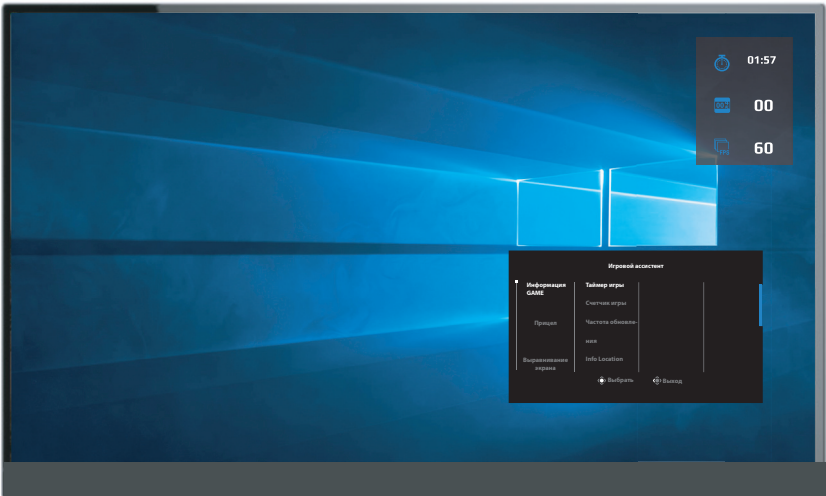 01:57
00
60
Игровой ассистент
Информация
GAME
Прицел
Выравнивание
экрана
Таймер игры
Счетчик игры
Частота обновле-
ния
Info Location
Выбрать
Выход